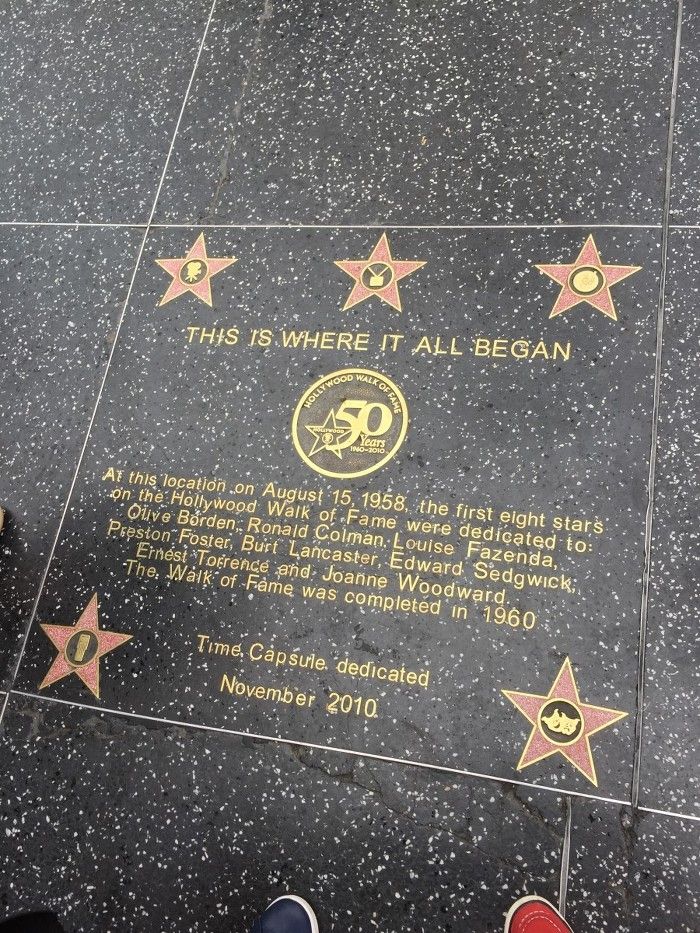 THIS IS WHERE IT ALL BEGAN
HOLLYWOOD WALK OF FAME
HOLLYWOOD
50
Years
1960-2010
At this location on August 15, 1958, the first eight stars
on the Hollywood Walk of Fame were dedicated to:
Olive Borden, Ronald Colman, Louise Fazenda,
Preston Foster, Burt Lancaster, Edward Sedgwick,
Ernest Torrence and Joanne Woodward.
The Walk of Fame was completed in 1960
Time Capsule dedicated
November 2010